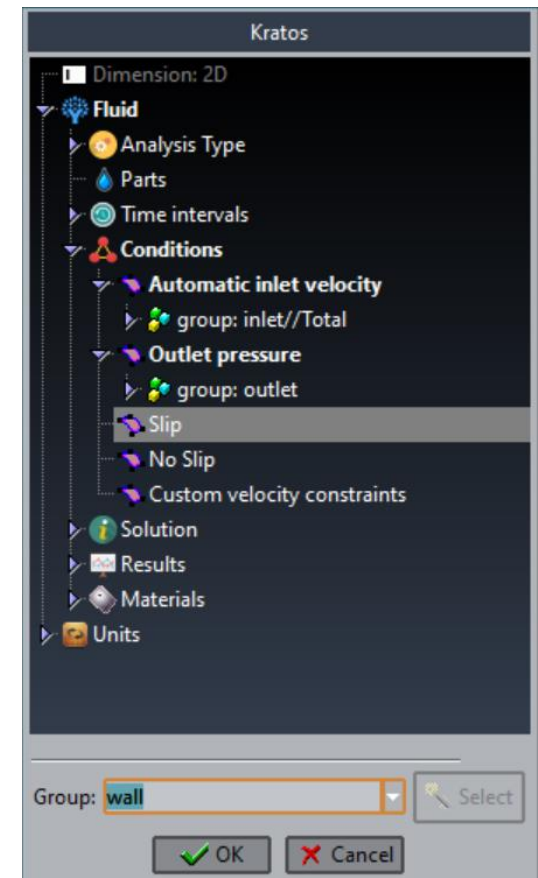 Kratos
Dimension: 2D
Fluid
Analysis Type
Parts
Time intervals
Conditions
Automatic inlet velocity
group: inlet//Total
Outlet pressure
group: outlet
Slip
No Slip
Custom velocity constraints
Solution
Results
Materials
Units
Group: wall Select
OK Cancel